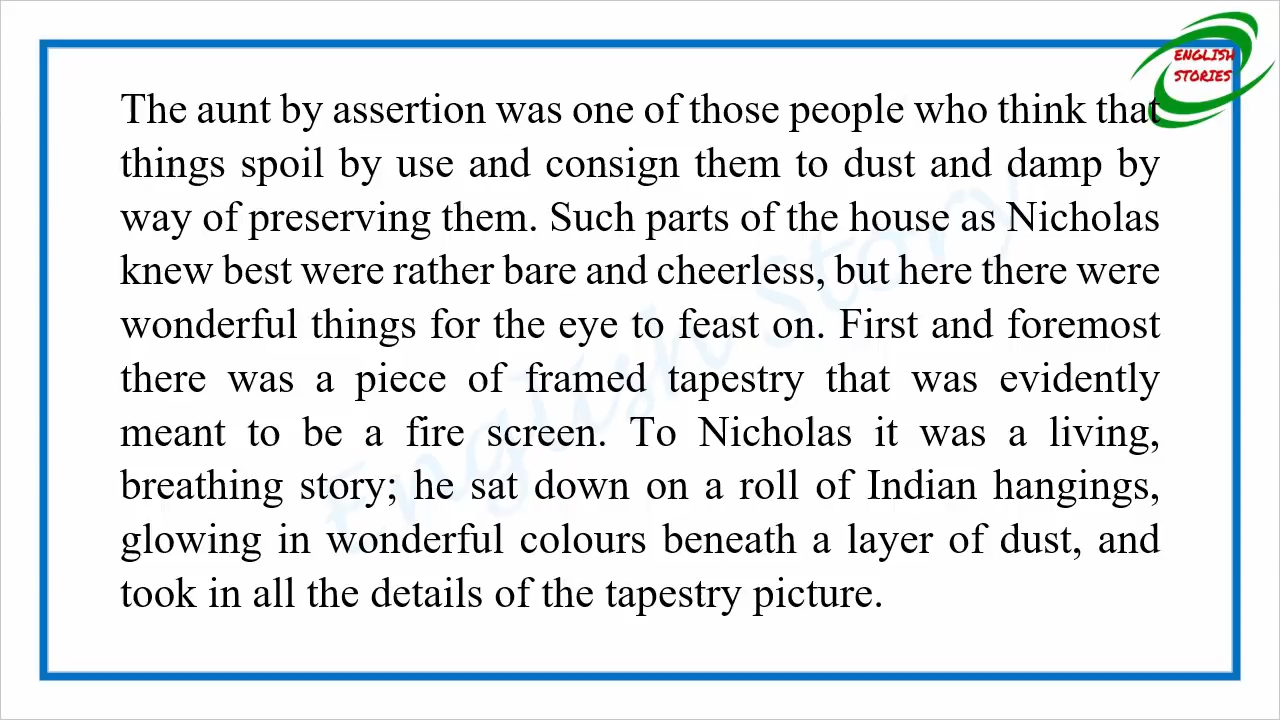 ENGLISH
STORIES
The aunt by assertion was one of those people who think that
things spoil by use and consign them to dust and damp by
way of preserving them. Such parts of the house as Nicholas
knew best were rather bare and cheerless, but here there were
wonderful things for the eye to feast on. First and foremost
there was a piece of framed tapestry that was evidently
meant to be a fire screen. To Nicholas it was a living,
breathing story; he sat down on a roll of Indian hangings,
glowing in wonderful colours beneath a layer of dust, and
took in all the details of the tapestry picture.
English Story